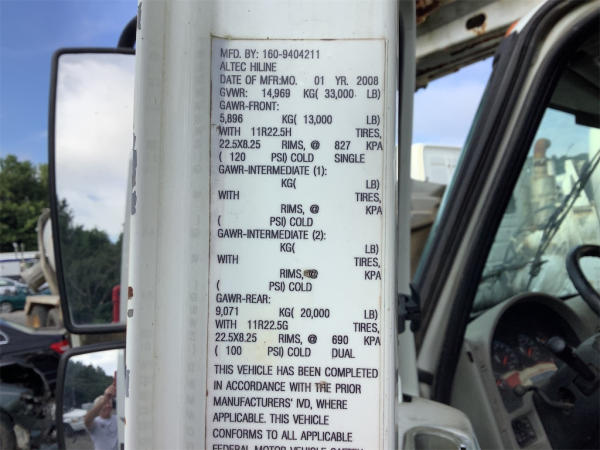 MFD. BY: 160-9404211
ALTEC HILINE
DATE OF MFR:MO. 01 YR. 2008
GVWR: 14,969 KG( 33,000 LB)
GAWR-FRONT:
5,896 KG( 13,000 LB)
WITH 11R22.5H TIRES,
22.5X8.25 RIMS, @ 827 KPA
( 120 PSI) COLD SINGLE
GAWR-INTERMEDIATE (1):
KG( LB)
WITH TIRES,
RIMS, @ KPA
( PSI) COLD
GAWR-INTERMEDIATE (2):
KG( LB)
WITH TIRES,
RIMS, @ KPA
( PSI) COLD
GAWR-REAR:
9,071 KG( 20,000 LB)
WITH 11R22.5G TIRES,
22.5X8.25 RIMS, @ 690 KPA
( 100 PSI) COLD DUAL
THIS VEHICLE HAS BEEN COMPLETED
IN ACCORDANCE WITH THE PRIOR
MANUFACTURERS' IVD, WHERE
APPLICABLE. THIS VEHICLE
CONFORMS TO ALL APPLICABLE
FEDERAL MOTOR VEHICLE SAFETY